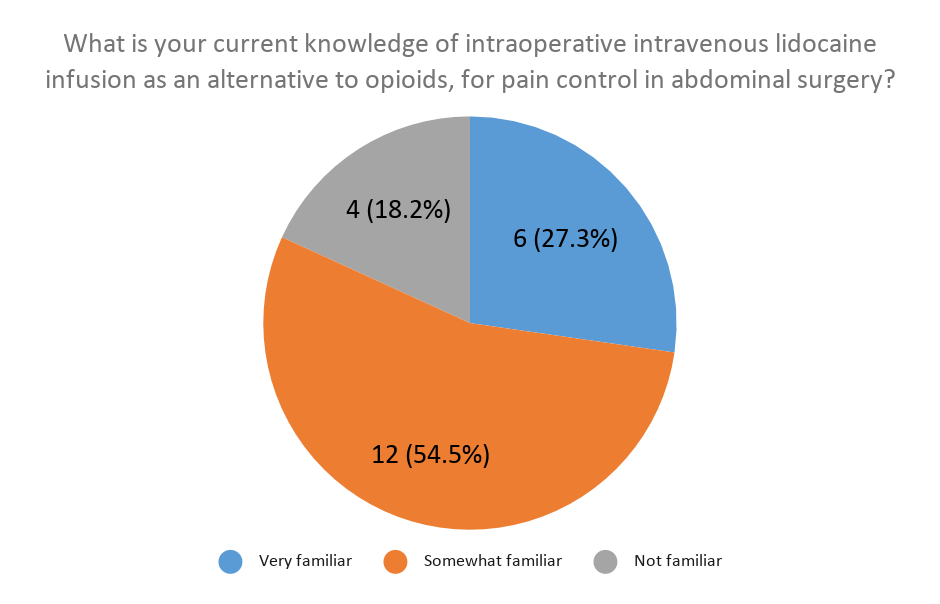 What is your current knowledge of intraoperative intravenous lidocaine
infusion as an alternative to opioids, for pain control in abdominal surgery?
4 (18.2%)
6 (27.3%)
12 (54.5%)
Very familiar
Somewhat familiar
Not familiar